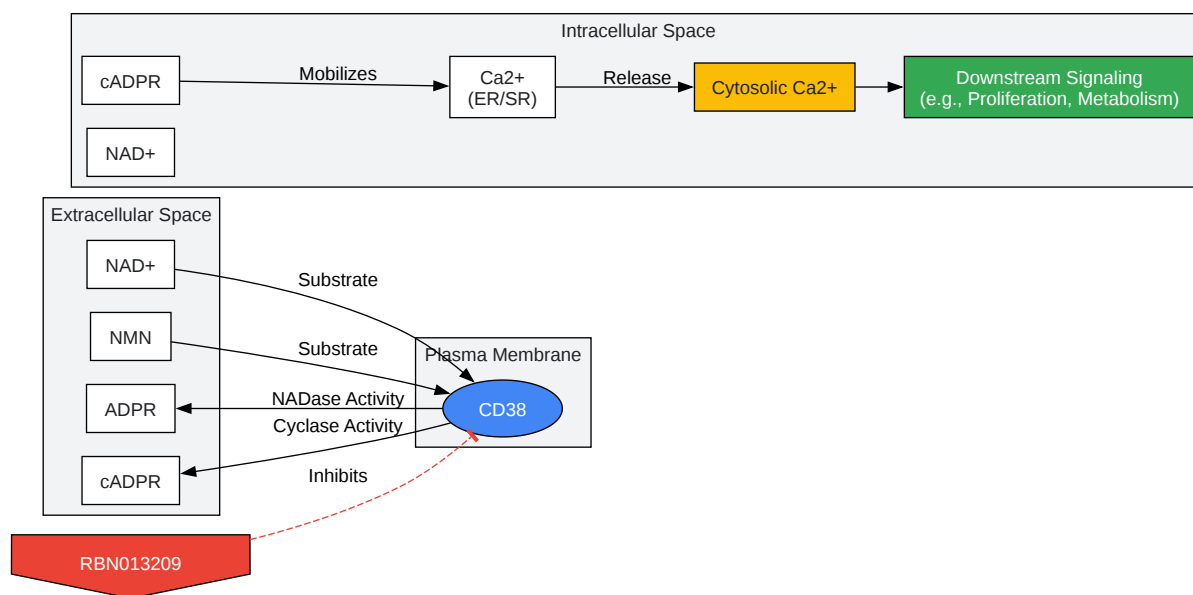 Intracellular Space
cADPR
Mobilizes
Ca2+
(ER/SR)
Release
Cytosolic Ca2+
Downstream Signaling
(e.g., Proliferation, Metabolism)
NAD+
Extracellular Space
NAD+
Substrate
NMN
Substrate
Plasma Membrane
ADPR
NADase Activity
CD38
Cyclase Activity
cADPR
Inhibits
RBN013209